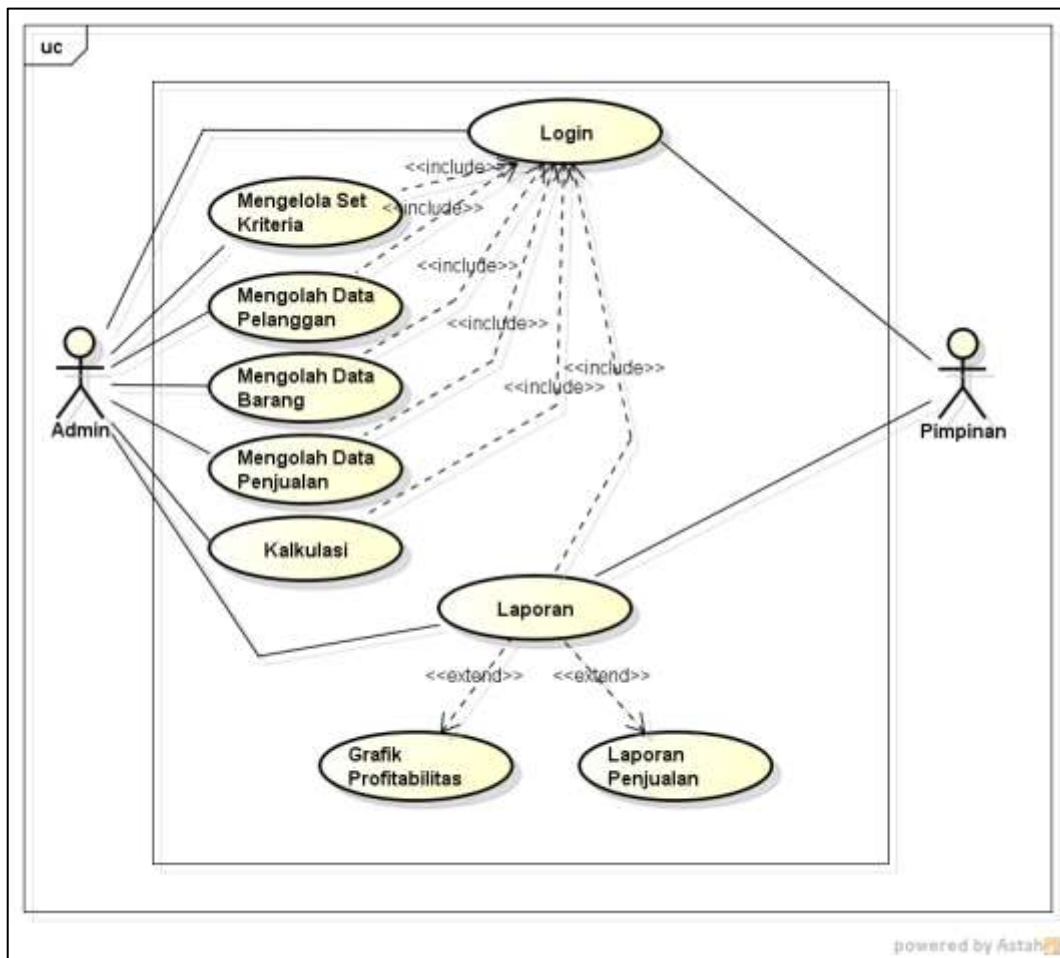 uc
Login
<<include>>
Mengelola Set
Kriteria
<<include>>
<<include>>
Mengolah Data
Pelanggan
<<include>>
<<include>>
Mengolah Data
Barang
<<include>>
Admin
Pimpinan
Mengolah Data
Penjualan
Kalkulasi
Laporan
<<extend>>
<<extend>>
Grafik
Profitabilitas
Laporan
Penjualan
powered by Astah